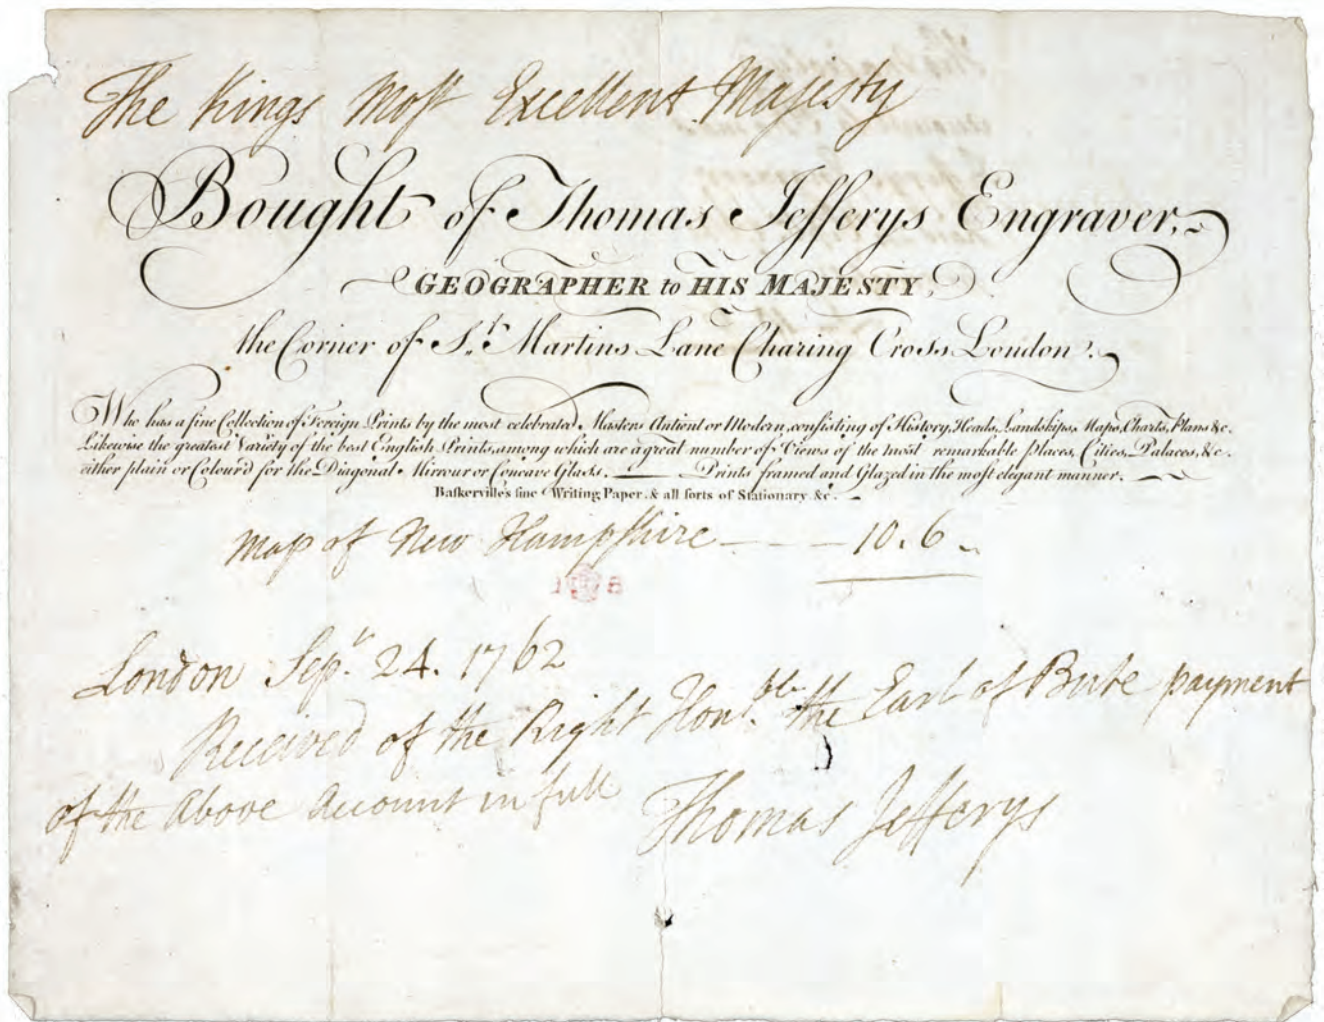 The Kings Most Excellent Majesty
Bought of Thomas Jefferys Engraver,
GEOGRAPHER to HIS MAJESTY,
the Corner of St. Martins Lane Charing Cross London.
Who has a fine Collection of Foreign Prints by the most celebrated Masters Antient or Modern, consisting of History, Heads, Landskips, Maps, Charts, Plans &c.
Likewise the greatest Variety of the best English Prints, among which are a great number of Views of the most remarkable Places, Cities, Palaces, &c.
either plain or Colour'd for the Diagonal Mirrour or Concave Glass. — Prints framed and Glazed in the most elegant manner.
Baskerville's fine Writing Paper, & all sorts of Stationary &c.
map of New Hampshire - - - 10. 6
London Sepr. 24. 1762
Received of the Right Honble. the Earl of Bute payment
of the Above Account in full
Thomas Jefferys